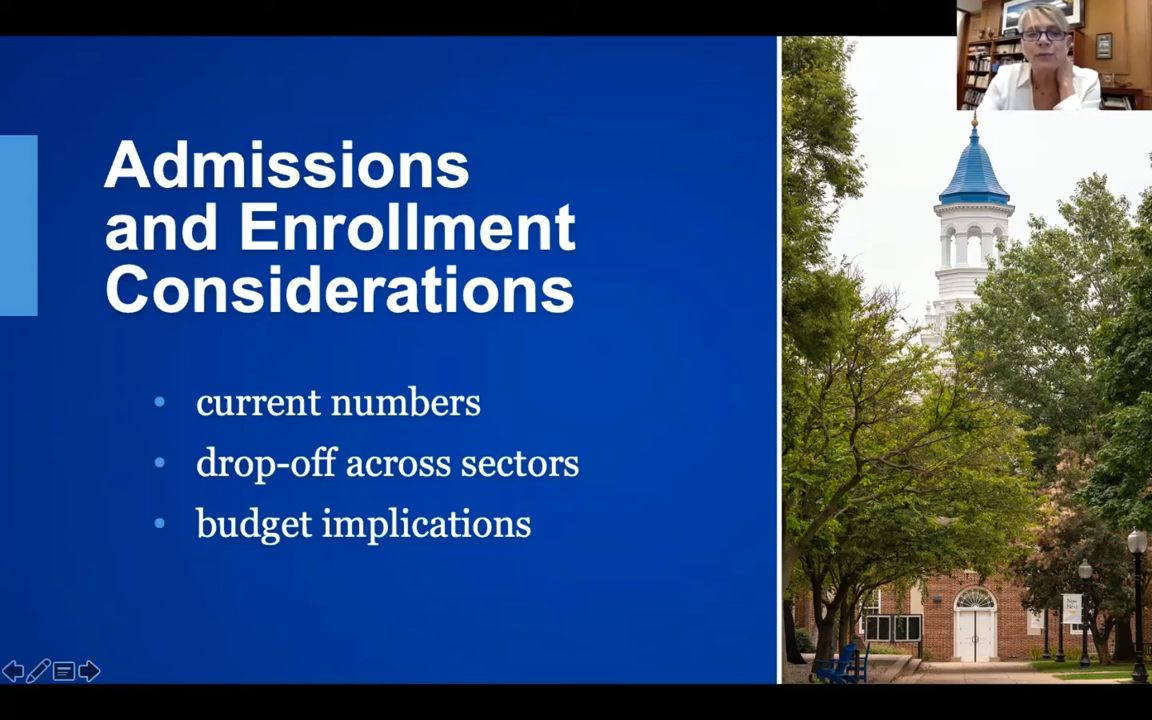 Admissions
and Enrollment
Considerations
• current numbers
• drop-off across sectors
• budget implications